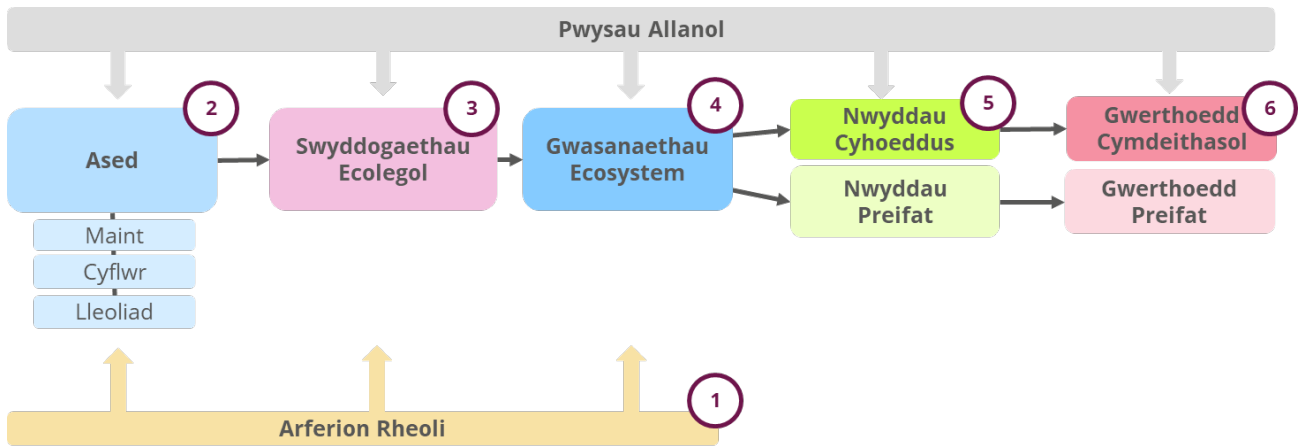 Pwysau Allanol
2
3
4
5
6
Ased
Swyddogaethau
Ecolegol
Gwasanaethau
Ecosystem
Nwyddau
Cyhoeddus
Gwerthoedd
Cymdeithasol
Nwyddau
Preifat
Gwerthoedd
Preifat
Maint
Cyflwr
Lleoliad
1
Arferion Rheoli